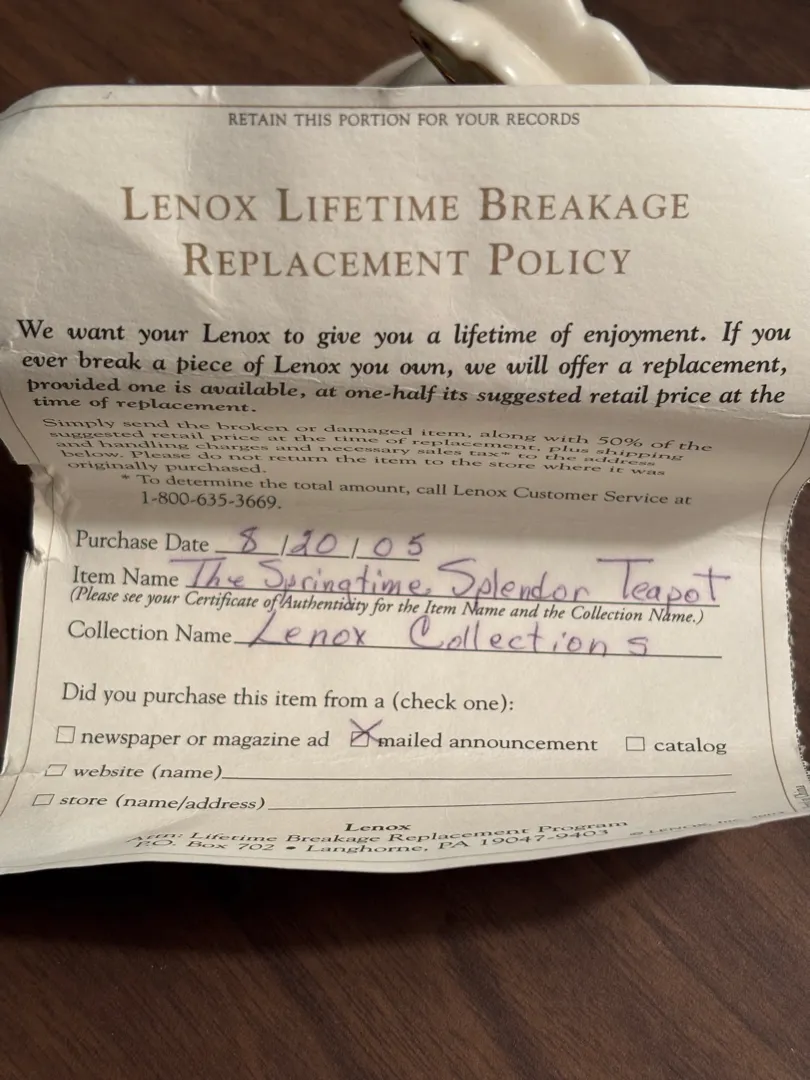 RETAIN THIS PORTION FOR YOUR RECORDS
LENOX LIFETIME BREAKAGE
REPLACEMENT POLICY
We want your Lenox to give you a lifetime of enjoyment. If you
ever break a piece of Lenox you own, we will offer a replacement,
provided one is available, at one-half its suggested retail price at the
time of replacement.
Simply send the broken or damaged item, along with 50% of the
suggested retail price at the time of replacement, plus shipping
and handling charges and necessary sales tax* to the address
below. Please do not return the item to the store where it was
originally purchased.
* To determine the total amount, call Lenox Customer Service at
1-800-635-3669.
Purchase Date 8/20/05
Item Name The Springtime Splendor Teapot
(Please see your Certificate of Authenticity for the Item Name and the Collection Name.)
Collection Name Lenox Collections
Did you purchase this item from a (check one):
newspaper or magazine ad mailed announcement catalog
website (name)
store (name/address)
Lenox
Attn: Lifetime Breakage Replacement Program
P.O. Box 702 • Langhorne, PA 19047-9403